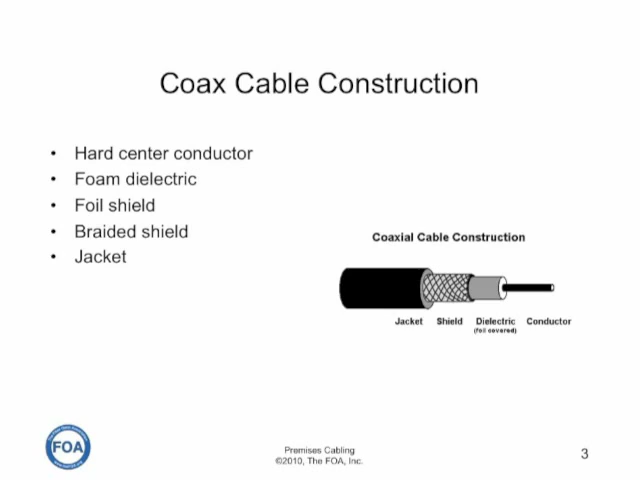 Coax Cable Construction
• Hard center conductor
• Foam dielectric
• Foil shield
• Braided shield
• Jacket
Coaxial Cable Construction
Jacket Shield Dielectric Conductor
(foil covered)
FOA
Premises Cabling
©2010, The FOA, Inc.
3